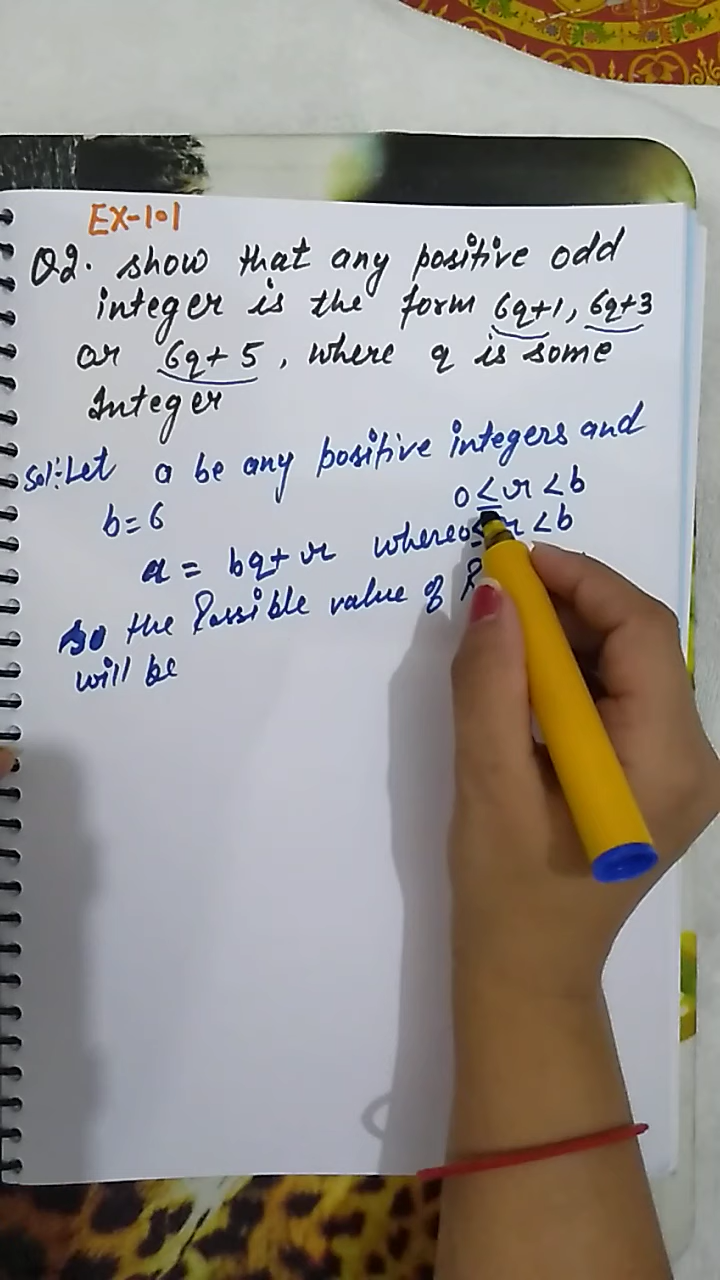 EX-1.1
Q2. show that any positive odd
integer is the form 6q+1, 6q+3
or 6q+5, where q is some
Integer
Sol:- Let a be any positive integers and
b=6
0≤r<b
a = bq+r where 0≤r<b
so the Possible value of
will be